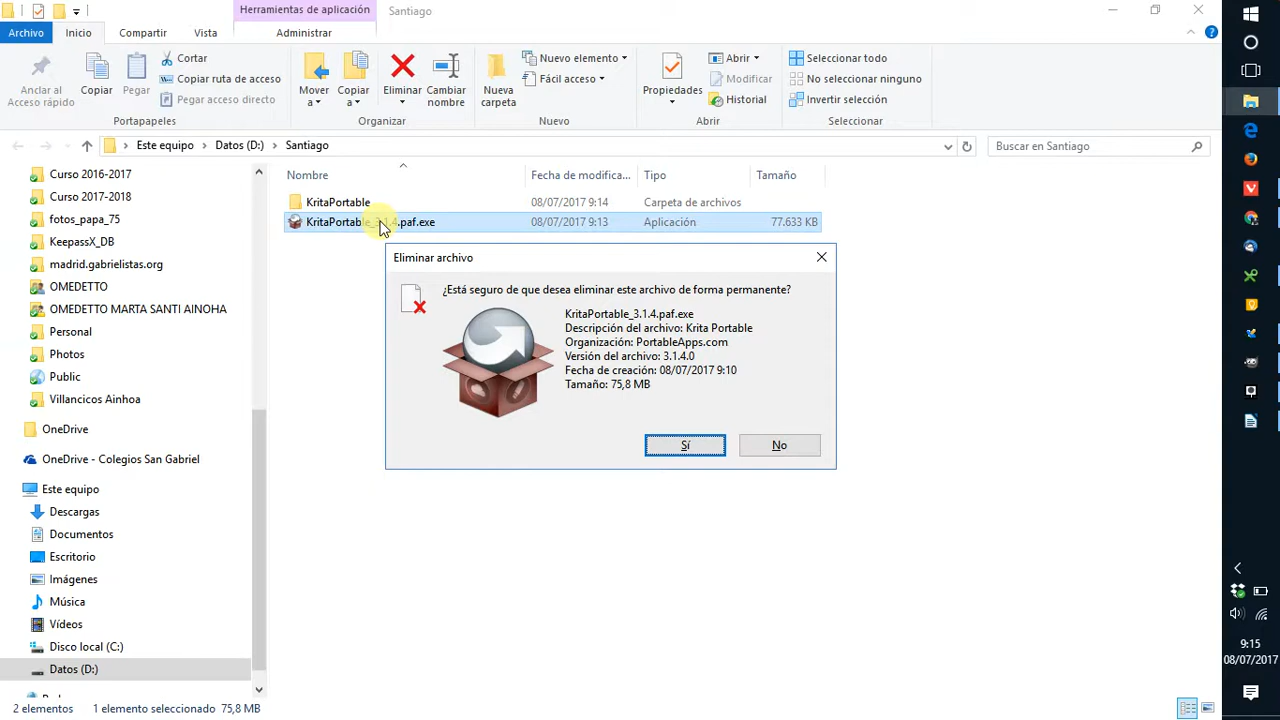 Herramientas de aplicación
Santiago
Archivo
Inicio
Compartir
Vista
Administrar
Anclar al
Acceso rápido
Copiar
Pegar
Cortar
Copiar ruta de acceso
Pegar acceso directo
Portapapeles
Mover
a
Copiar
a
Eliminar
Cambiar
nombre
Organizar
Nueva
carpeta
Nuevo elemento
Fácil acceso
Nuevo
Propiedades
Abrir
Modificar
Historial
Abrir
Seleccionar todo
No seleccionar ninguno
Invertir selección
Seleccionar
Este equipo
Datos (D:)
Santiago
Buscar en Santiago
Nombre
Fecha de modifica...
Tipo
Tamaño
KritaPortable
08/07/2017 9:14
Carpeta de archivos
KritaPortable_3.1.4.paf.exe
08/07/2017 9:13
Aplicación
77.633 KB
Curso 2016-2017
Curso 2017-2018
fotos_papa_75
KeepassX_DB
madrid.gabrielistas.org
OMEDETTO
OMEDETTO MARTA SANTI AINOHA
Personal
Photos
Public
Villancicos Ainhoa
OneDrive
OneDrive - Colegios San Gabriel
Este equipo
Descargas
Documentos
Escritorio
Imágenes
Música
Vídeos
Disco local (C:)
Datos (D:)
Eliminar archivo
¿Está seguro de que desea eliminar este archivo de forma permanente?
KritaPortable_3.1.4.paf.exe
Descripción del archivo: Krita Portable
Organización: PortableApps.com
Versión del archivo: 3.1.4.0
Fecha de creación: 08/07/2017 9:10
Tamaño: 75,8 MB
Sí
No
2 elementos
1 elemento seleccionado 75,8 MB
9:15
08/07/2017